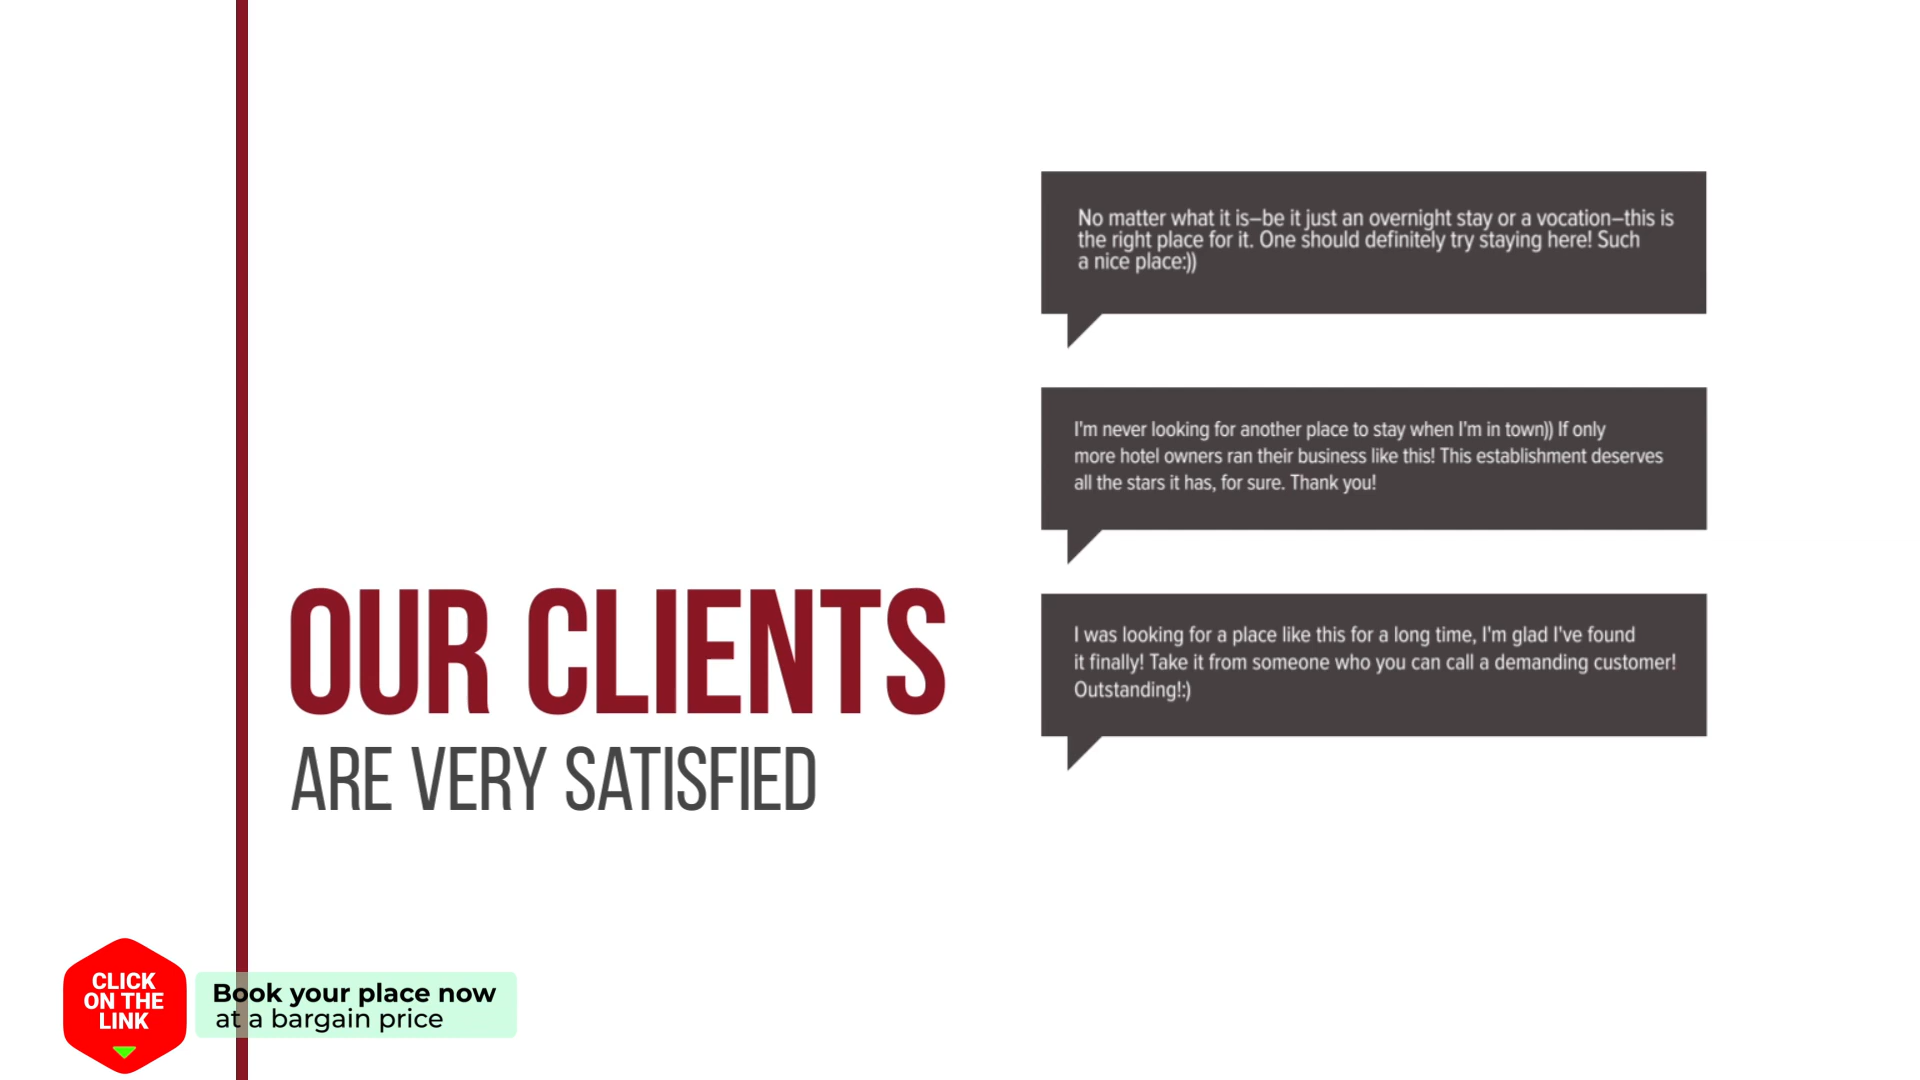 No matter what it is–be it just an overnight stay or a vocation–this is
the right place for it. One should definitely try staying here! Such
a nice place:))
I'm never looking for another place to stay when I'm in town)) If only
more hotel owners ran their business like this! This establishment deserves
all the stars it has, for sure. Thank you!
I was looking for a place like this for a long time, I'm glad I've found
it finally! Take it from someone who you can call a demanding customer!
Outstanding!:)
OUR CLIENTS
ARE VERY SATISFIED
CLICK
ON THE
LINK
Book your place now
at a bargain price